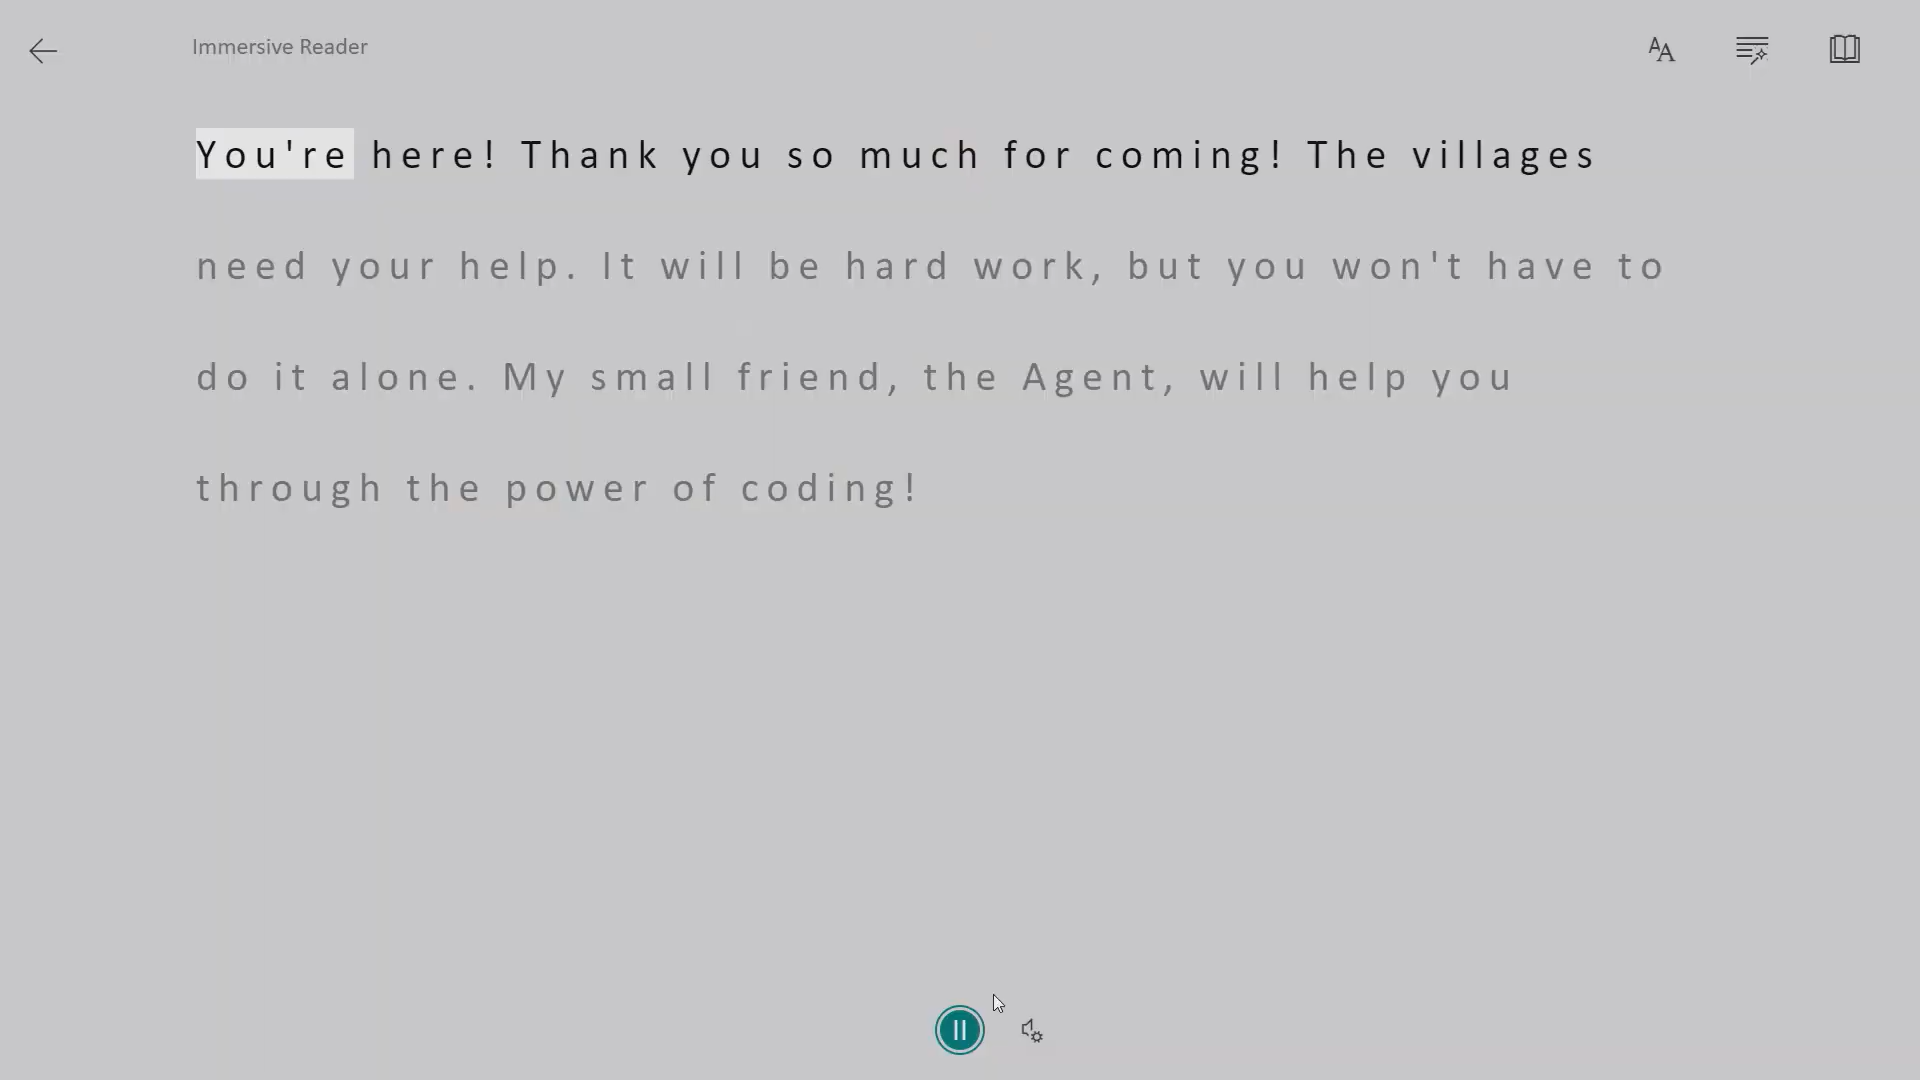 Immersive Reader
You're here! Thank you so much for coming! The villages
need your help. It will be hard work, but you won't have to
do it alone. My small friend, the Agent, will help you
through the power of coding!